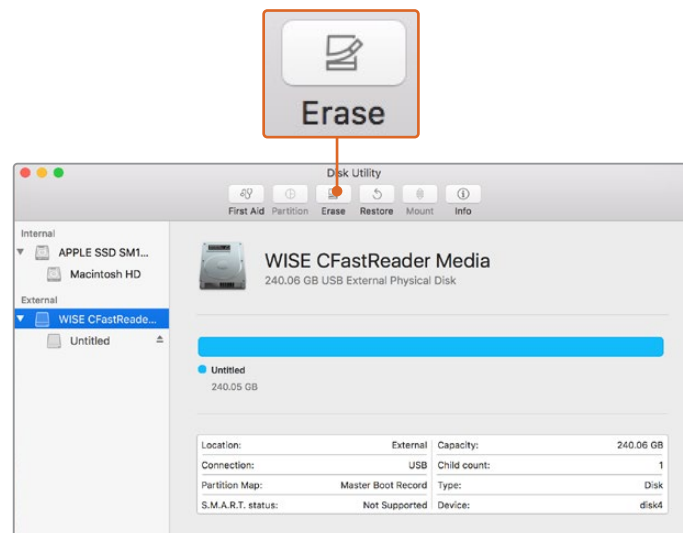 Erase
Disk Utility
First Aid Partition Erase Restore Mount Info
Internal
APPLE SSD SM1...
Macintosh HD
External
WISE CFastReade...
Untitled
WISE CFastReader Media
240.06 GB USB External Physical Disk
Untitled
240.05 GB
Location: External Capacity: 240.06 GB
Connection: USB Child count: 1
Partition Map: Master Boot Record Type: Disk
S.M.A.R.T. status: Not Supported Device: disk4